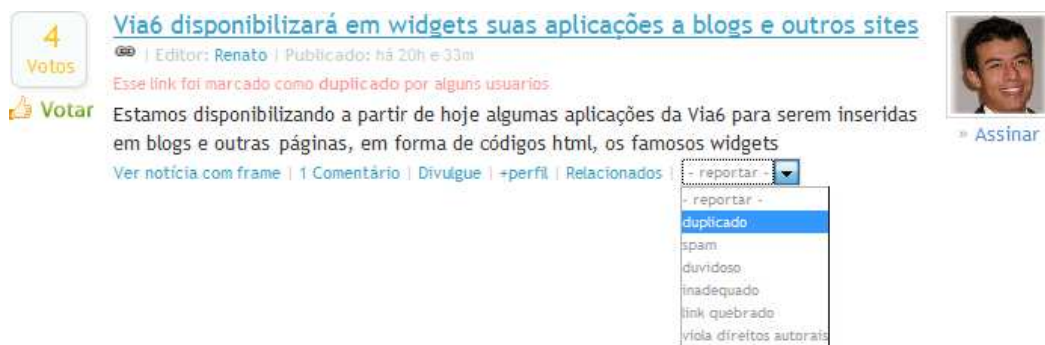 4
Votos
Votar
Via6 disponibilizará em widgets suas aplicações a blogs e outros sites
| Editor: Renato | Publicado: há 20h e 33m
Esse link foi marcado como duplicado por alguns usuarios
Estamos disponibilizando a partir de hoje algumas aplicações da Via6 para serem inseridas
em blogs e outras páginas, em forma de códigos html, os famosos widgets
Ver notícia com frame | 1 Comentário | Divulgue | +perfil | Relacionados | - reportar -
- reportar -
duplicado
spam
duvidoso
inadequado
link quebrado
viola direitos autorais
» Assinar